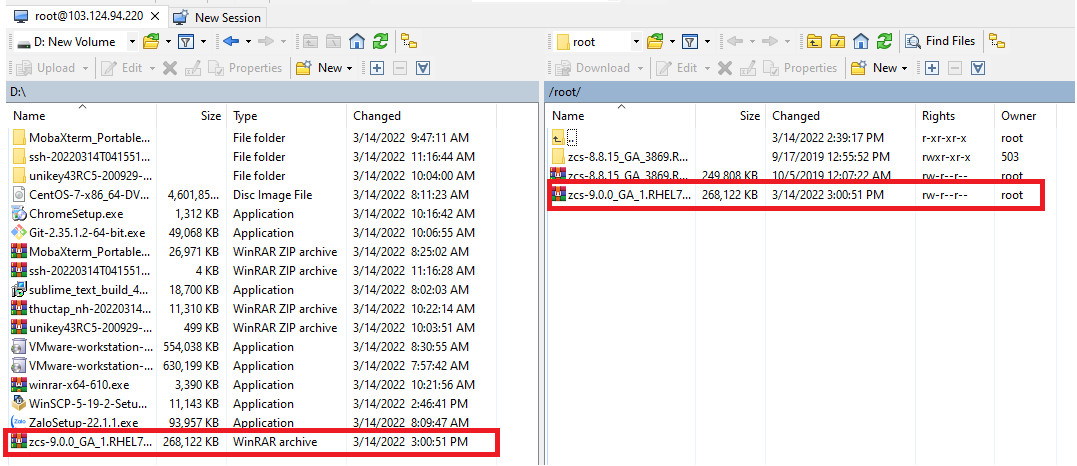 root@103.124.94.220 X New Session
D: New Volume
Upload Edit Properties New
D:\
Name Size Type Changed
MobaXterm_Portable... File folder 3/14/2022 9:47:11 AM
ssh-20220314T041551... File folder 3/14/2022 11:16:44 AM
unikey43RC5-200929-... File folder 3/14/2022 10:04:00 AM
CentOS-7-x86_64-DV... 4,601,85... Disc Image File 3/14/2022 8:11:23 AM
ChromeSetup.exe 1,312 KB Application 3/14/2022 10:16:42 AM
Git-2.35.1.2-64-bit.exe 49,068 KB Application 3/14/2022 10:06:55 AM
MobaXterm_Portable... 26,971 KB WinRAR ZIP archive 3/14/2022 8:25:02 AM
ssh-20220314T041551... 4 KB WinRAR ZIP archive 3/14/2022 11:16:28 AM
sublime_text_build_4... 18,700 KB Application 3/14/2022 8:02:03 AM
thuctap_nh-20220314... 11,310 KB WinRAR ZIP archive 3/14/2022 10:22:14 AM
unikey43RC5-200929-... 499 KB WinRAR ZIP archive 3/14/2022 10:03:51 AM
VMware-workstation-... 554,038 KB Application 3/14/2022 8:30:55 AM
VMware-workstation-... 630,199 KB Application 3/14/2022 7:57:42 AM
winrar-x64-610.exe 3,390 KB Application 3/14/2022 10:21:56 AM
WinSCP-5-19-2-Setu... 11,143 KB Application 3/14/2022 2:46:41 PM
Zalo ZaloSetup-22.1.1.exe 93,957 KB Application 3/14/2022 8:09:47 AM
zcs-9.0.0_GA_1.RHEL7... 268,122 KB WinRAR archive 3/14/2022 3:00:51 PM
root Find Files
Download Edit Properties New
/root/
Name Size Changed Rights Owner
.. 3/14/2022 2:39:17 PM r-xr-xr-x root
zcs-8.8.15_GA_3869.R... 9/17/2019 12:55:52 PM rwxr-xr-x 503
zcs-8.8.15_GA_3869.R... 249,808 KB 10/5/2019 12:07:22 AM rw-r--r-- root
zcs-9.0.0_GA_1.RHEL7... 268,122 KB 3/14/2022 3:00:51 PM rw-r--r-- root